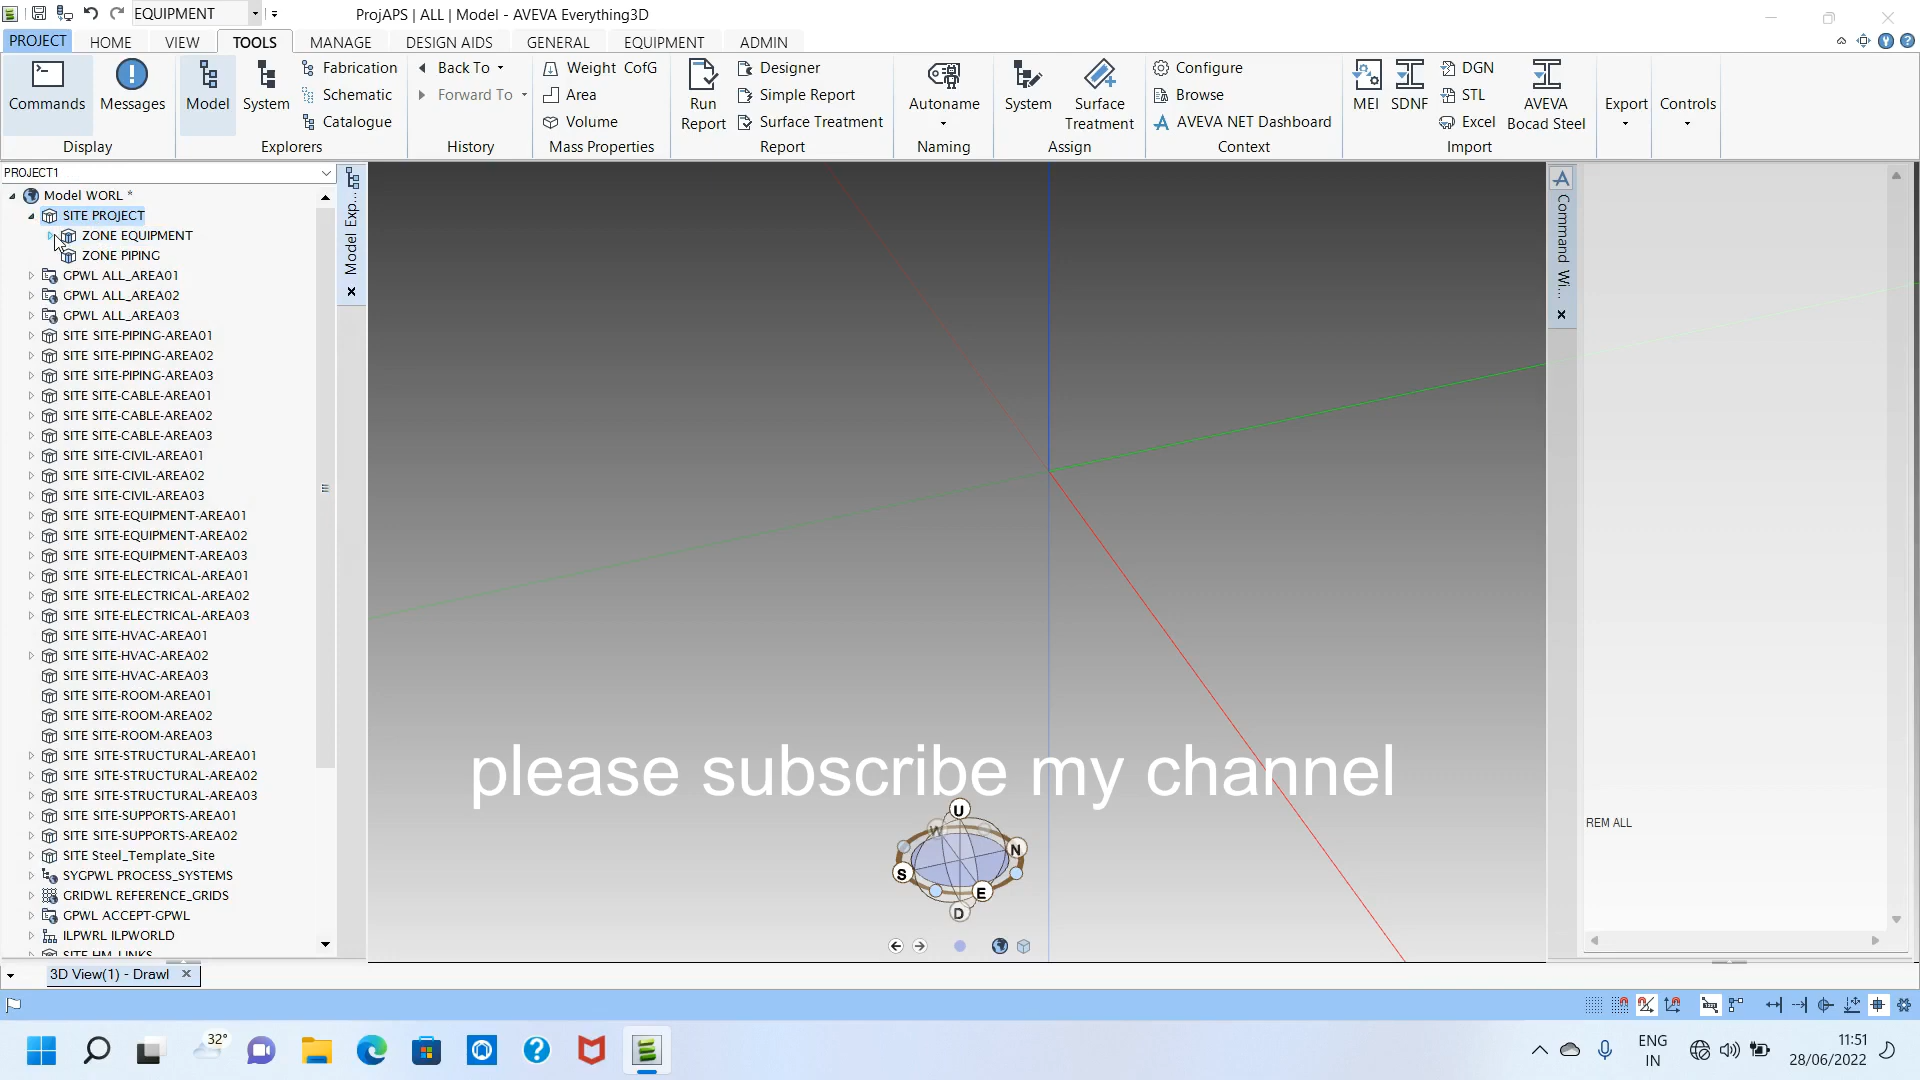 EQUIPMENT
ProjAPS | ALL | Model - AVEVA Everything3D
PROJECT HOME VIEW TOOLS MANAGE DESIGN AIDS GENERAL EQUIPMENT ADMIN
Commands Messages
Display
Model System Fabrication Schematic Catalogue
Explorers
Back To
Forward To
History
Weight CofG
Area
Volume
Mass Properties
Run Report
Designer
Simple Report
Surface Treatment
Report
Autoname
Naming
System
Surface Treatment
Assign
Configure
Browse
AVEVA NET Dashboard
Context
MEI SDNF
DGN
STL
Excel
AVEVA Bocad Steel
Import
Export
Controls
PROJECT1
Model WORL *
SITE PROJECT
ZONE EQUIPMENT
ZONE PIPING
GPWL ALL_AREA01
GPWL ALL_AREA02
GPWL ALL_AREA03
SITE SITE-PIPING-AREA01
SITE SITE-PIPING-AREA02
SITE SITE-PIPING-AREA03
SITE SITE-CABLE-AREA01
SITE SITE-CABLE-AREA02
SITE SITE-CABLE-AREA03
SITE SITE-CIVIL-AREA01
SITE SITE-CIVIL-AREA02
SITE SITE-CIVIL-AREA03
SITE SITE-EQUIPMENT-AREA01
SITE SITE-EQUIPMENT-AREA02
SITE SITE-EQUIPMENT-AREA03
SITE SITE-ELECTRICAL-AREA01
SITE SITE-ELECTRICAL-AREA02
SITE SITE-ELECTRICAL-AREA03
SITE SITE-HVAC-AREA01
SITE SITE-HVAC-AREA02
SITE SITE-HVAC-AREA03
SITE SITE-ROOM-AREA01
SITE SITE-ROOM-AREA02
SITE SITE-ROOM-AREA03
SITE SITE-STRUCTURAL-AREA01
SITE SITE-STRUCTURAL-AREA02
SITE SITE-STRUCTURAL-AREA03
SITE SITE-SUPPORTS-AREA01
SITE SITE-SUPPORTS-AREA02
SITE Steel_Template_Site
SYGPWL PROCESS_SYSTEMS
GRIDWL REFERENCE_GRIDS
GPWL ACCEPT-GPWL
ILPWRL ILPWORLD
SITE HM_LINKS
Model Exp...
Command Wi...
please subscribe my channel
U
W
N
S
E
D
REM ALL
3D View(1) - Drawl
32°
ENG
IN
11:51
28/06/2022